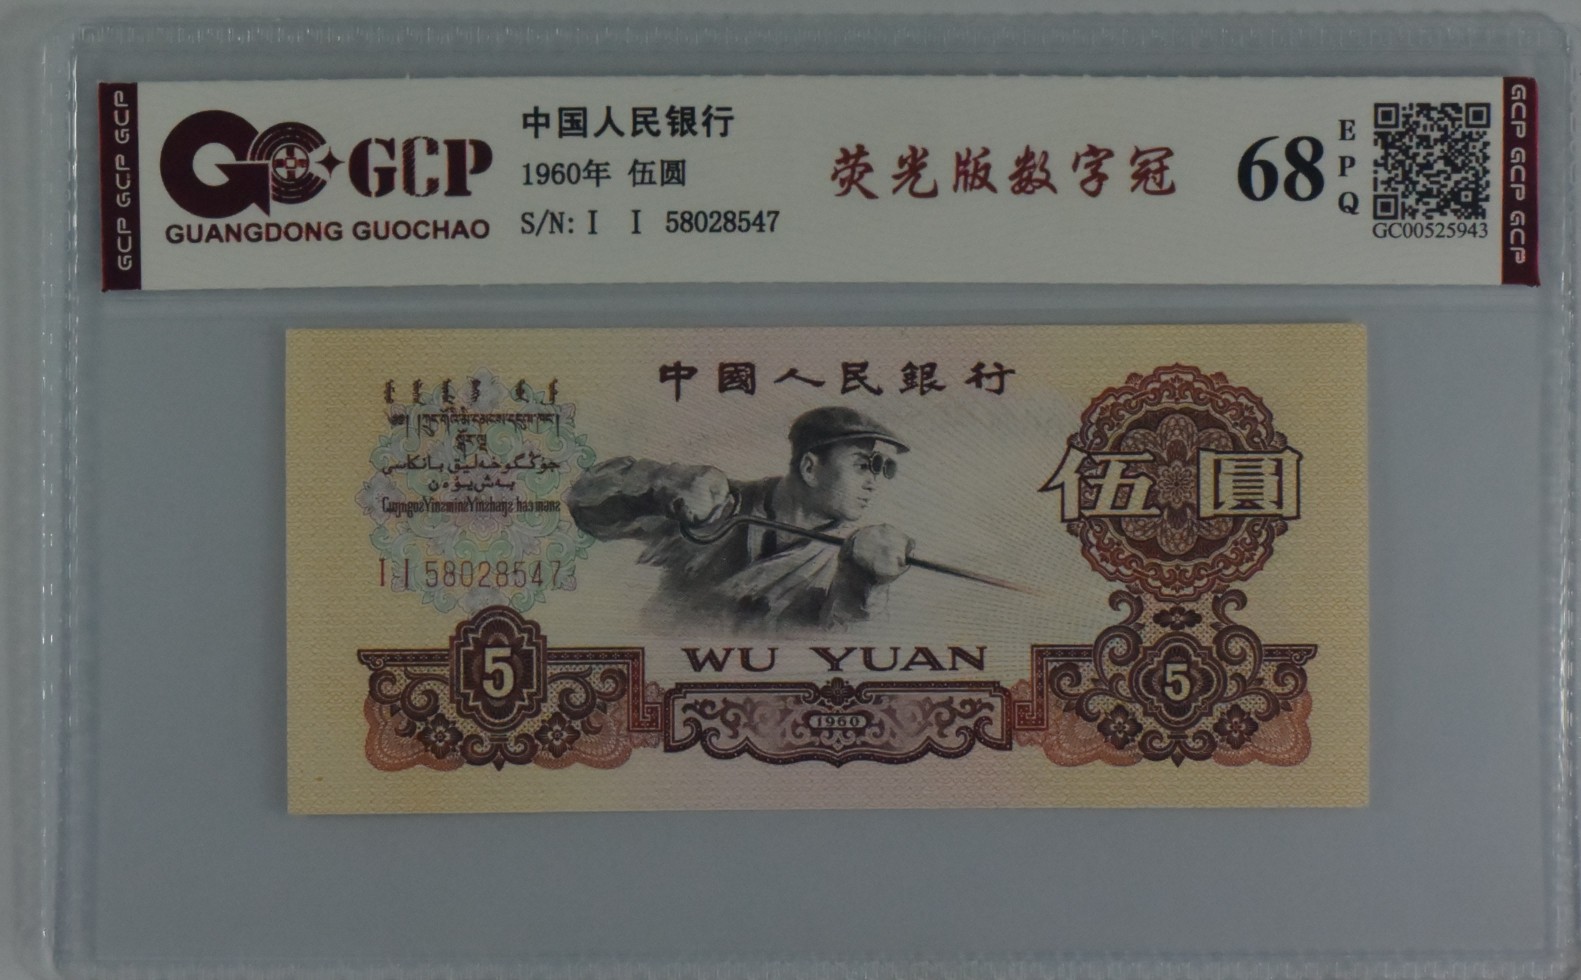 GCP GCP GCP
GCP
GUANGDONG GUOCHAO
中国人民银行
1960年 伍圆
S/N: I I 58028547
荧光版数字冠
68
EPQ
GC00525943
GCP GCP GCP
中國人民銀行
伍圓
I I 58028547
WU YUAN
5
1960
5